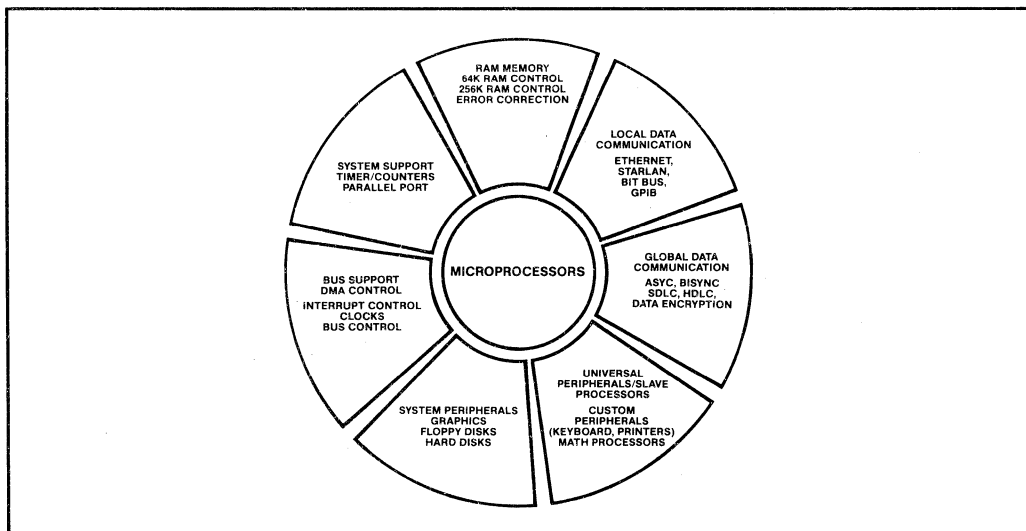 RAM MEMORY
64K RAM CONTROL
256K RAM CONTROL
ERROR CORRECTION
LOCAL DATA
COMMUNICATION
ETHERNET,
STARLAN,
BIT BUS,
GPIB
GLOBAL DATA
COMMUNICATION
ASYC, BISYNC
SDLC, HDLC,
DATA ENCRYPTION
UNIVERSAL
PERIPHERALS/SLAVE
PROCESSORS
CUSTOM
PERIPHERALS
(KEYBOARD, PRINTERS)
MATH PROCESSORS
SYSTEM PERIPHERALS
GRAPHICS
FLOPPY DISKS
HARD DISKS
BUS SUPPORT
DMA CONTROL
INTERRUPT CONTROL
CLOCKS
BUS CONTROL
SYSTEM SUPPORT
TIMER/COUNTERS
PARALLEL PORT
MICROPROCESSORS